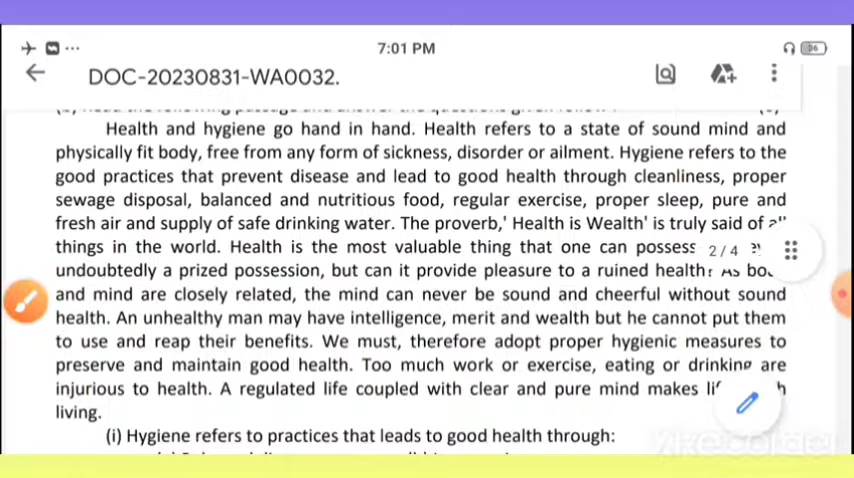 7:01 PM
36
DOC-20230831-WA0032.
Health and hygiene go hand in hand. Health refers to a state of sound mind and
physically fit body, free from any form of sickness, disorder or ailment. Hygiene refers to the
good practices that prevent disease and lead to good health through cleanliness, proper
sewage disposal, balanced and nutritious food, regular exercise, proper sleep, pure and
fresh air and supply of safe drinking water. The proverb,' Health is Wealth' is truly said of all
things in the world. Health is the most valuable thing that one can possess
2 / 4
undoubtedly a prized possession, but can it provide pleasure to a ruined health? As
and mind are closely related, the mind can never be sound and cheerful without sound
health. An unhealthy man may have intelligence, merit and wealth but he cannot put them
to use and reap their benefits. We must, therefore adopt proper hygienic measures to
preserve and maintain good health. Too much work or exercise, eating or drinking are
injurious to health. A regulated life coupled with clear and pure mind makes
living.
(i) Hygiene refers to practices that leads to good health through: